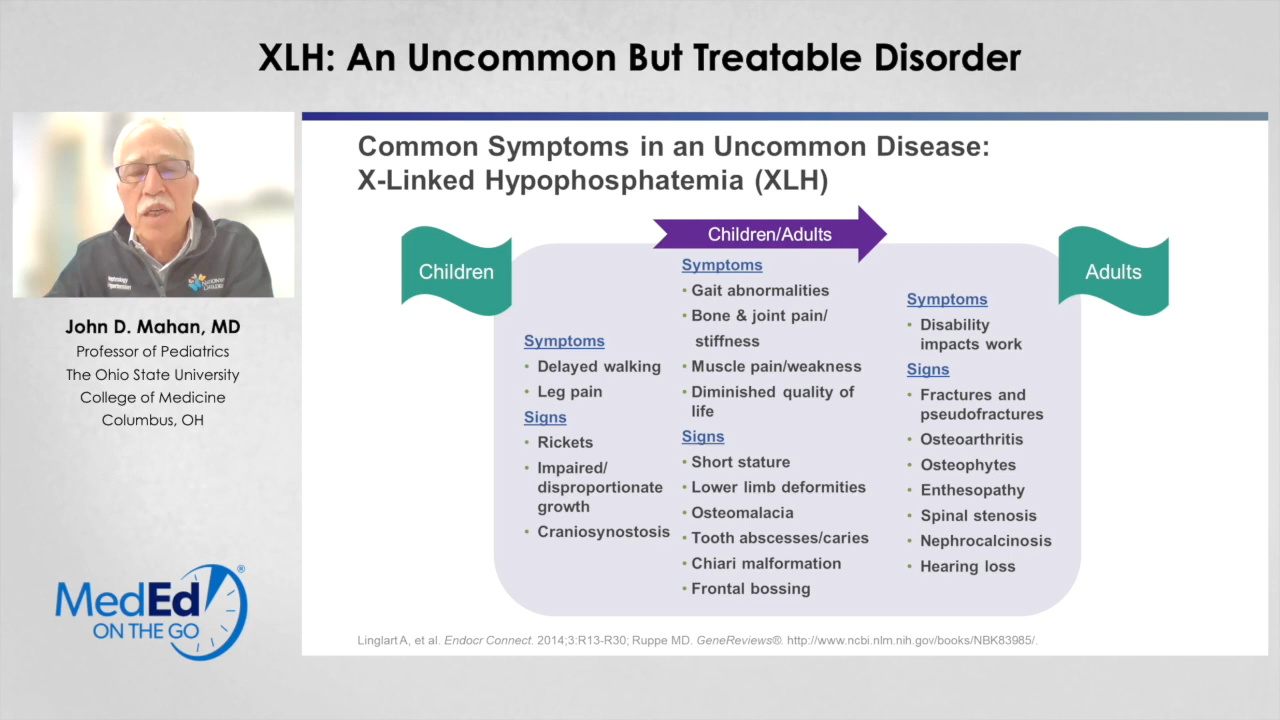 XLH: An Uncommon But Treatable Disorder
John D. Mahan, MD
Professor of Pediatrics
The Ohio State University
College of Medicine
Columbus, OH
MedEd®
ON THE GO
Common Symptoms in an Uncommon Disease:
X-Linked Hypophosphatemia (XLH)
Children
Symptoms
• Delayed walking
• Leg pain
Signs
• Rickets
• Impaired/
disproportionate
growth
• Craniosynostosis
Children/Adults
Symptoms
• Gait abnormalities
• Bone & joint pain/
stiffness
• Muscle pain/weakness
• Diminished quality of
life
Signs
• Short stature
• Lower limb deformities
• Osteomalacia
• Tooth abscesses/caries
• Chiari malformation
• Frontal bossing
Adults
Symptoms
• Disability
impacts work
Signs
• Fractures and
pseudofractures
• Osteoarthritis
• Osteophytes
• Enthesopathy
• Spinal stenosis
• Nephrocalcinosis
• Hearing loss
Linglart A, et al. Endocr Connect. 2014;3:R13-R30; Ruppe MD. GeneReviews®. http://www.ncbi.nlm.nih.gov/books/NBK83985/.